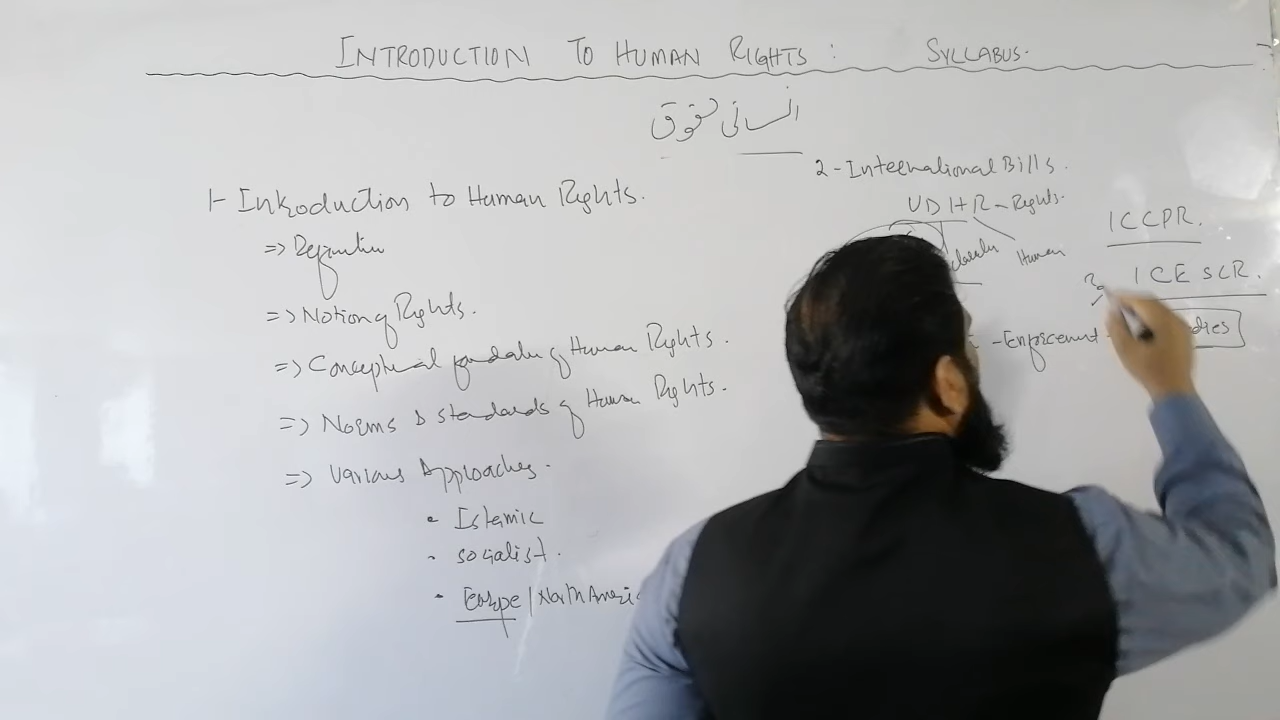 INTRODUCTION TO HUMAN RIGHTS : SYLLABUS.
انسانی حقوق
1- Introduction to Human Rights.
=> Definition
=> Notion of Rights.
=> Conceptual foundation of Human Rights.
=> Norms & standards of Human Rights.
=> Various Approaches.
• Islamic
• socialist.
• Europe / North Americ
2 - International Bills.
UDHR - Rights.
Human
ICCPR.
ICESCR.
- Enforcement -